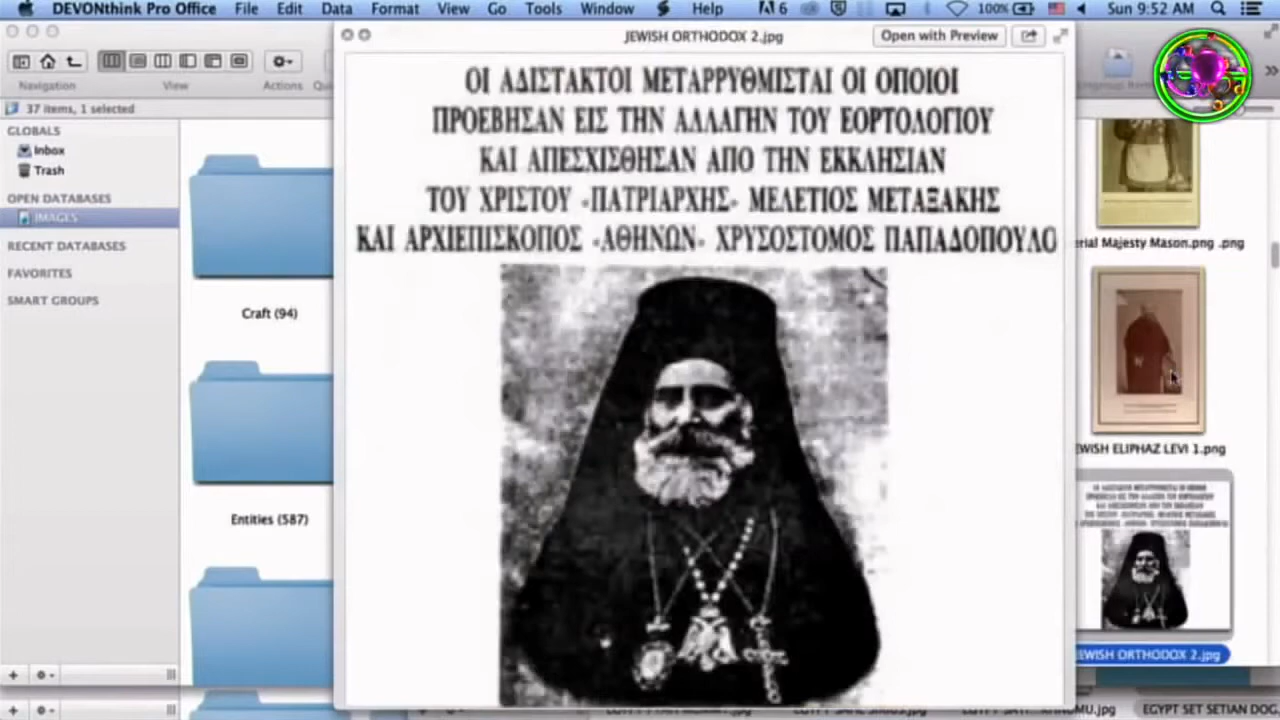 DEVONthink Pro Office File Edit Data Format View Go Tools Window Help 6 100% Sun 9:52 AM
JEWISH ORTHODOX 2.jpg
Open with Preview
Navigation View Actions
37 items, 1 selected
GLOBALS
Inbox
Trash
OPEN DATABASES
IMAGES
RECENT DATABASES
FAVORITES
SMART GROUPS
Craft (94)
Entities (587)
ΟΙ ΑΔΙΣΤΑΚΤΟΙ ΜΕΤΑΡΡΥΘΜΙΣΤΑΙ ΟΙ ΟΠΟΙΟΙ
ΠΡΟΕΒΗΣΑΝ ΕΙΣ ΤΗΝ ΑΛΛΑΓΗΝ ΤΟΥ ΕΟΡΤΟΛΟΓΙΟΥ
ΚΑΙ ΑΠΕΣΧΙΣΘΗΣΑΝ ΑΠΟ ΤΗΝ ΕΚΚΛΗΣΙΑΝ
ΤΟΥ ΧΡΙΣΤΟΥ «ΠΑΤΡΙΑΡΧΗΣ» ΜΕΛΕΤΙΟΣ ΜΕΤΑΞΑΚΗΣ
ΚΑΙ ΑΡΧΙΕΠΙΣΚΟΠΟΣ «ΑΘΗΝΩΝ» ΧΡΥΣΟΣΤΟΜΟΣ ΠΑΠΑΔΟΠΟΥΛΟ
erial Majesty Mason.png .png
EWISH ELIPHAZ LEVI 1.png
JEWISH ORTHODOX 2.jpg
EGYPT SET SETIAN DOG